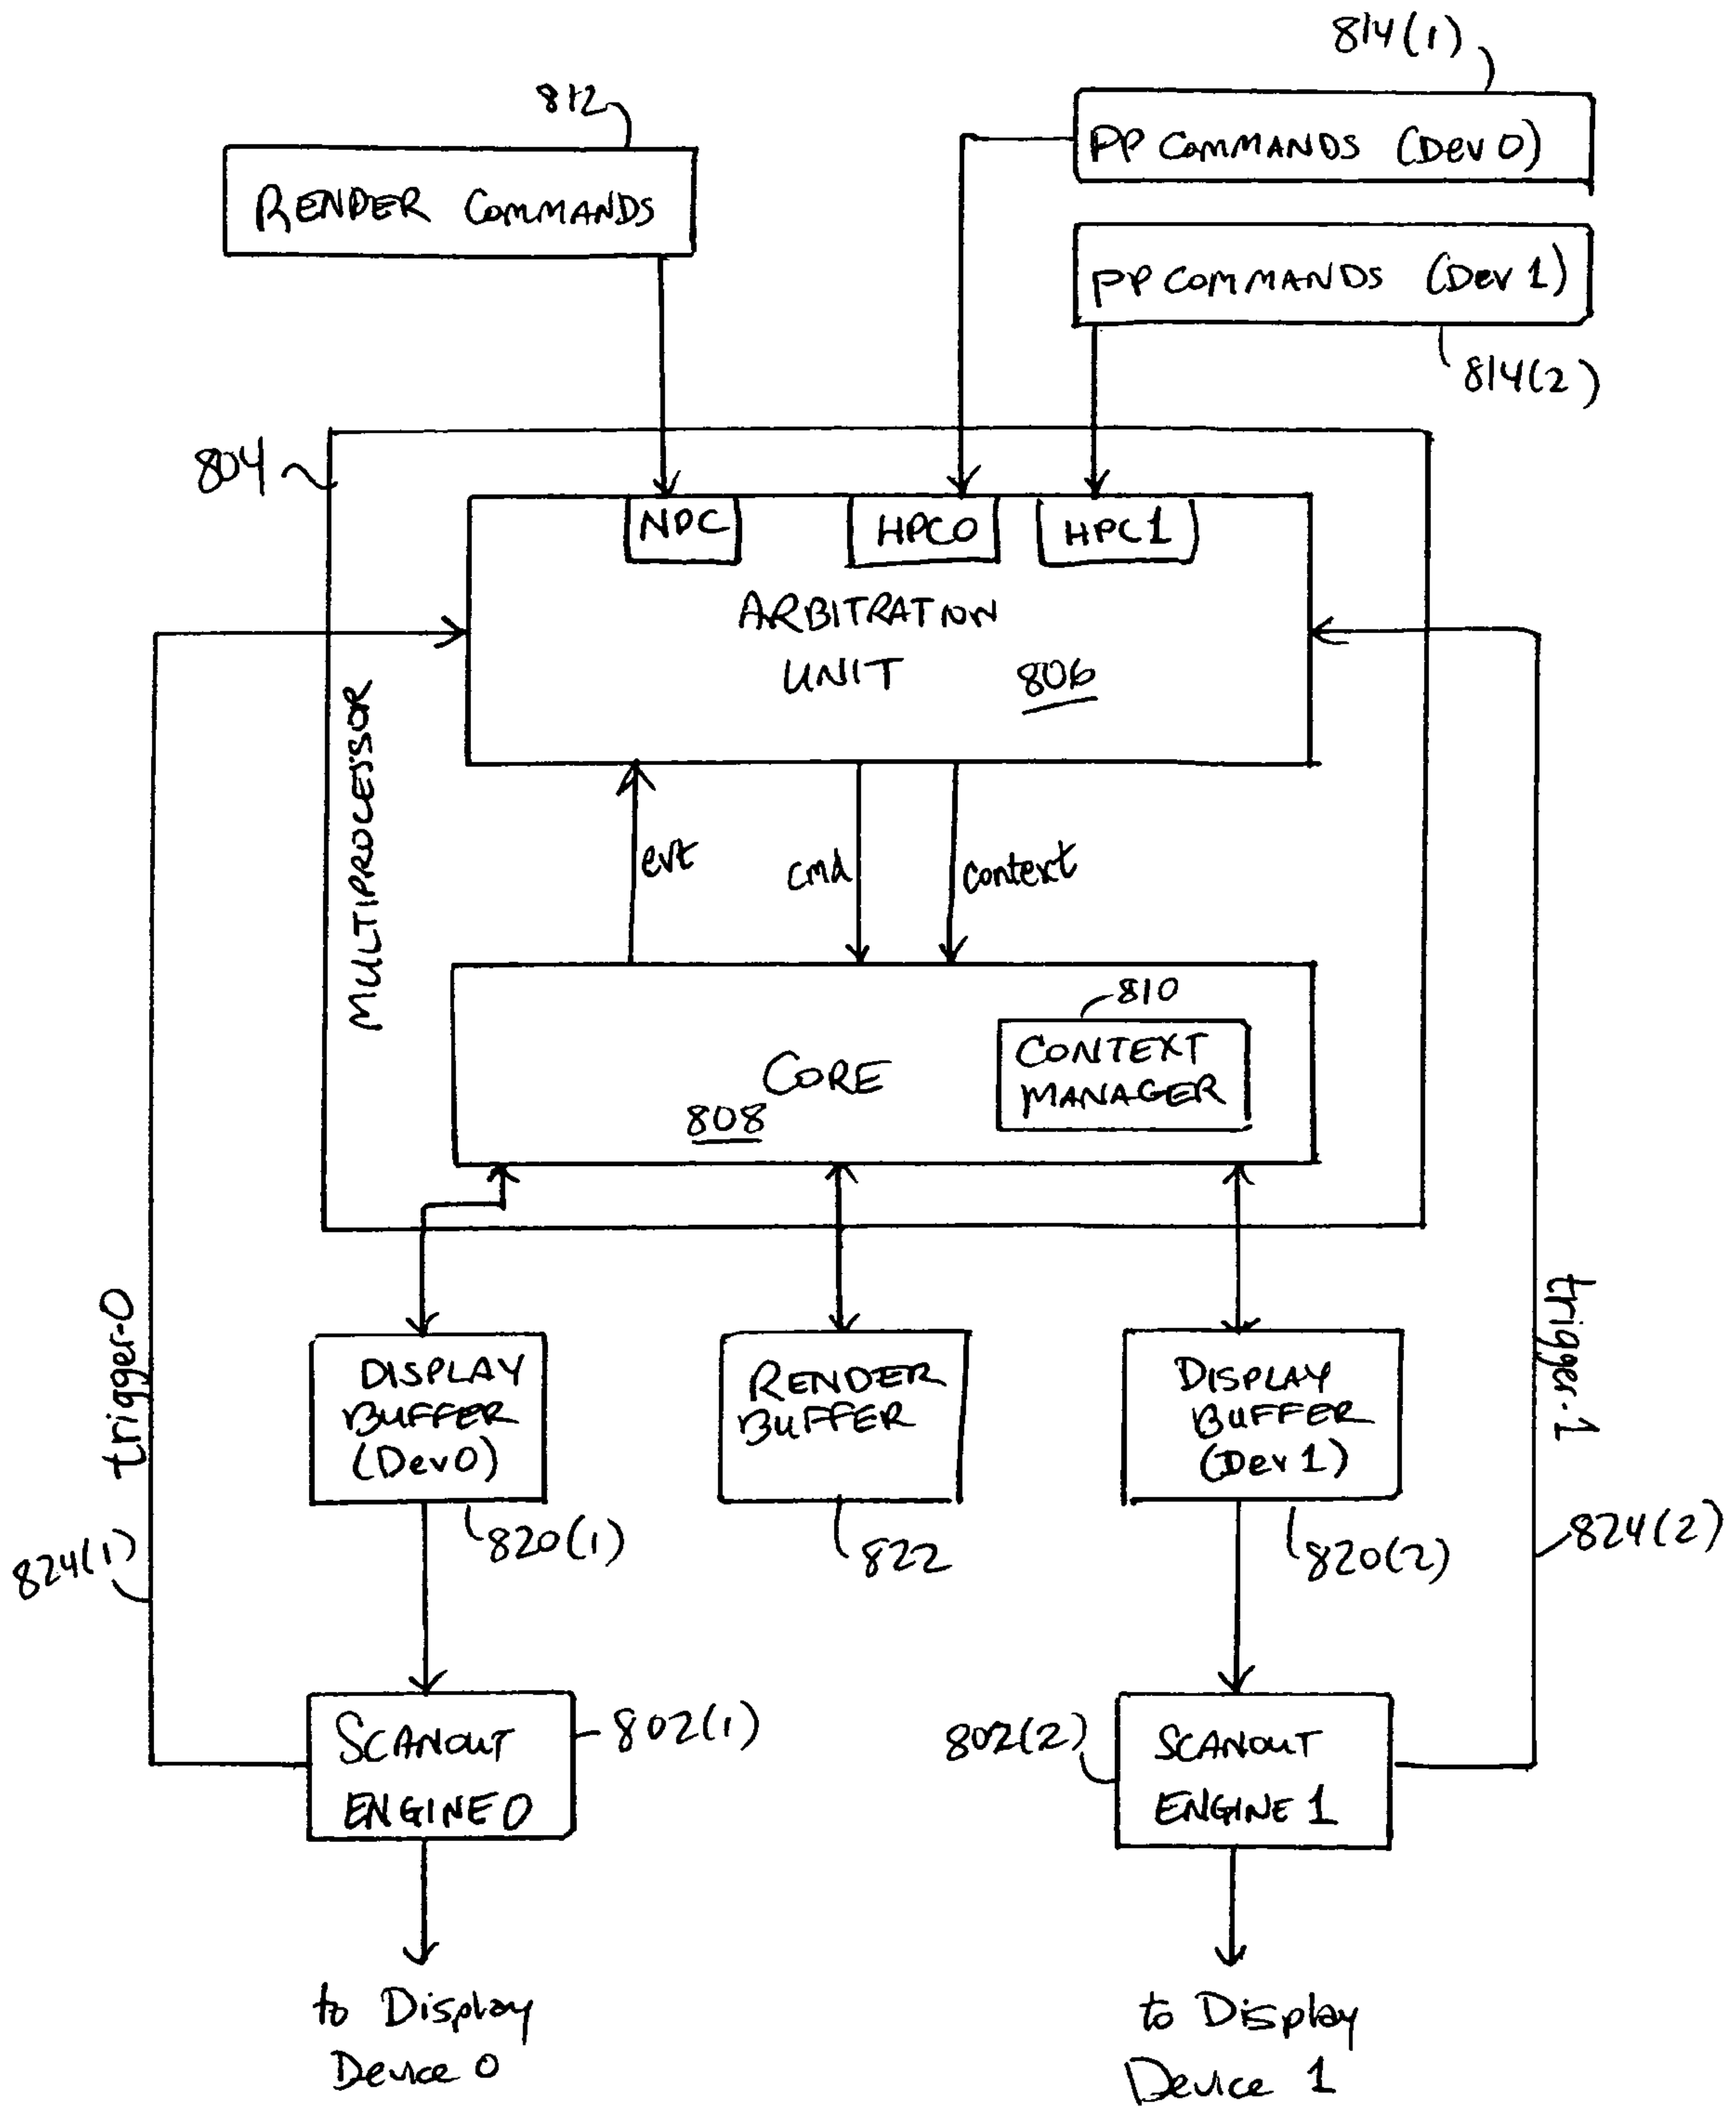 814(1)
812
PP COMMANDS (Dev 0)
RENDER COMMANDS
PP COMMANDS (Dev 1)
814(2)
804
NPC
HPC0
HPC1
ARBITRATION
UNIT
806
MULTIPROCESSOR
evt
cmd
context
810
CORE
808
CONTEXT
MANAGER
trigger-0
trigger-1
DISPLAY
BUFFER
(Dev0)
RENDER
BUFFER
DISPLAY
BUFFER
(Dev 1)
824(1)
820(1)
822
820(2)
824(2)
SCANOUT
ENGINE 0
802(1)
802(2)
SCANOUT
ENGINE 1
to Display
Device 0
to Display
Device 1